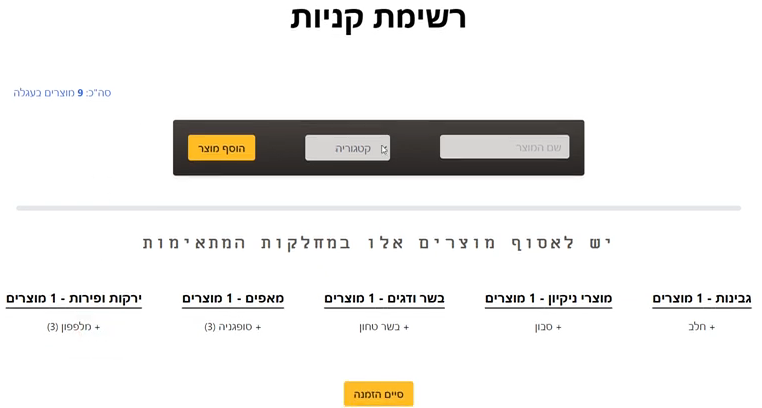 רשימת קניות
סה"כ: 9 מוצרים בעגלה
שם המוצר
קטגוריה
הוסף מוצר
יש לאסוף מוצרים אלו במחלקות המתאימות
גבינות - 1 מוצרים
+ חלב
מוצרי ניקיון - 1 מוצרים
+ סבון
בשר ודגים - 1 מוצרים
+ בשר טחון
מאפים - 1 מוצרים
+ סופגניה (3)
ירקות ופירות - 1 מוצרים
+ מלפפון (3)
סיים הזמנה